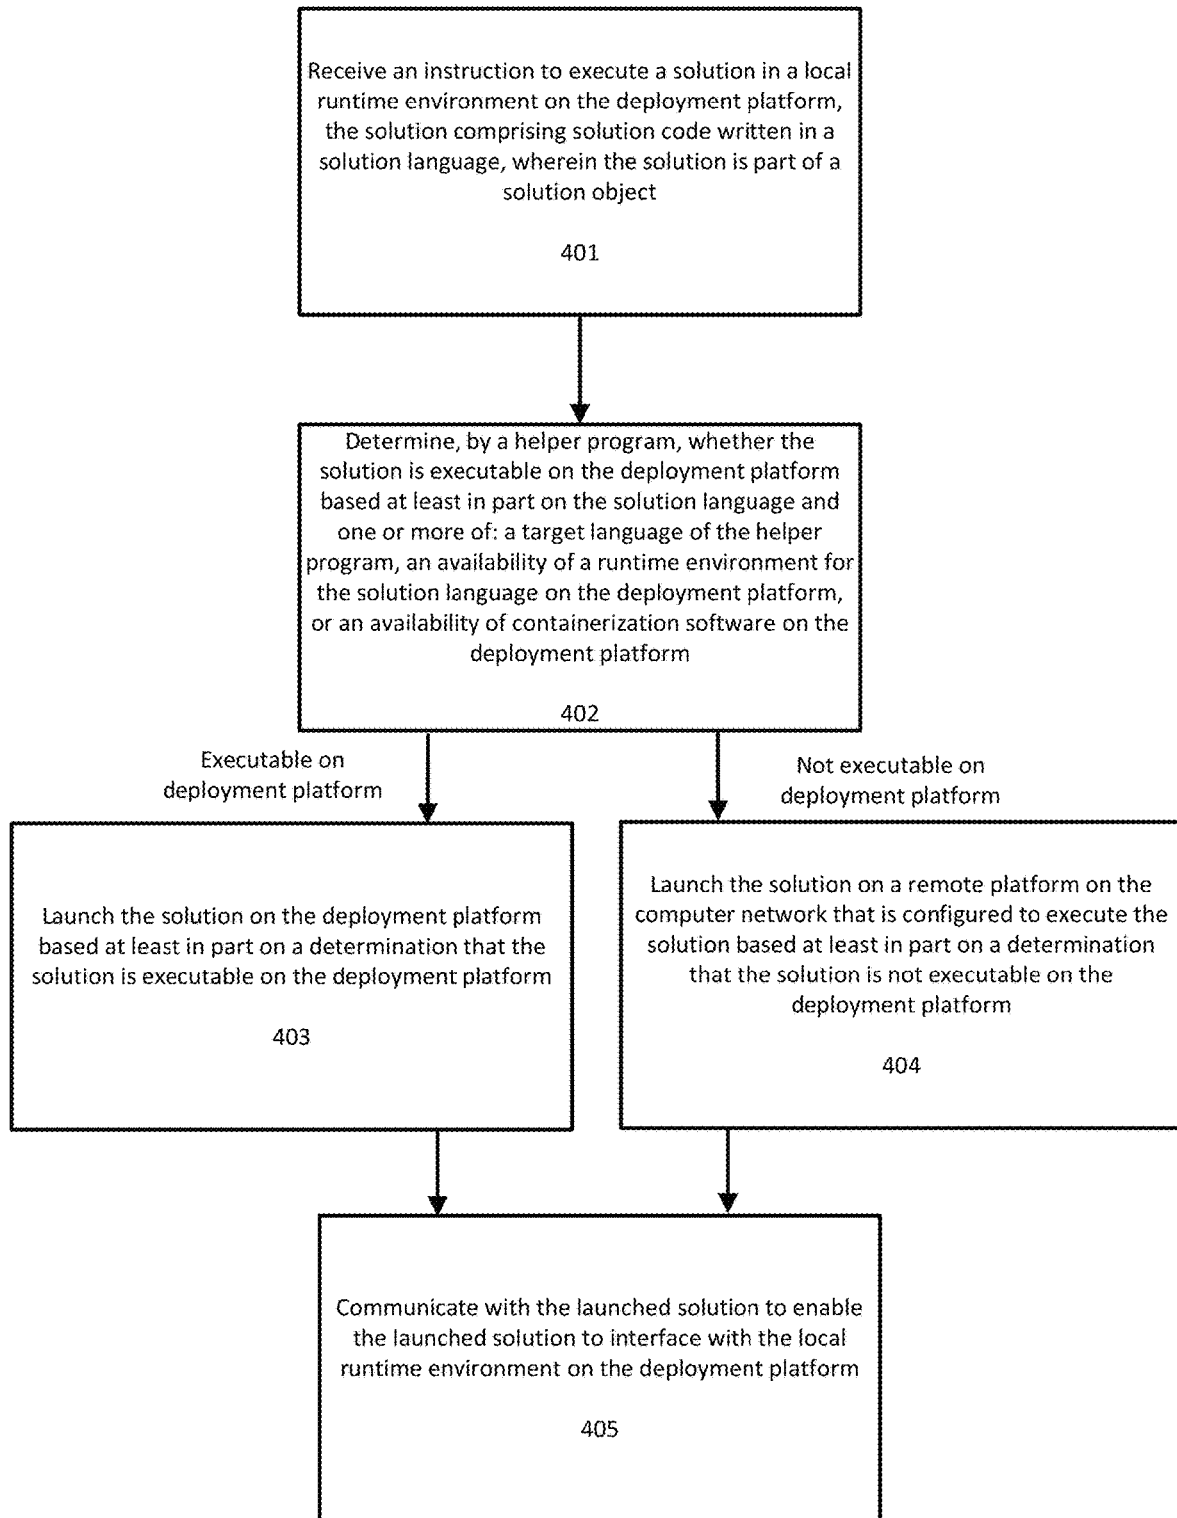 Receive an instruction to execute a solution in a local
runtime environment on the deployment platform,
the solution comprising solution code written in a
solution language, wherein the solution is part of a
solution object
401
Determine, by a helper program, whether the
solution is executable on the deployment platform
based at least in part on the solution language and
one or more of: a target language of the helper
program, an availability of a runtime environment for
the solution language on the deployment platform,
or an availability of containerization software on the
deployment platform
402
Executable on
deployment platform
Not executable on
deployment platform
Launch the solution on the deployment platform
based at least in part on a determination that the
solution is executable on the deployment platform
403
Launch the solution on a remote platform on the
computer network that is configured to execute the
solution based at least in part on a determination
that the solution is not executable on the
deployment platform
404
Communicate with the launched solution to enable
the launched solution to interface with the local
runtime environment on the deployment platform
405